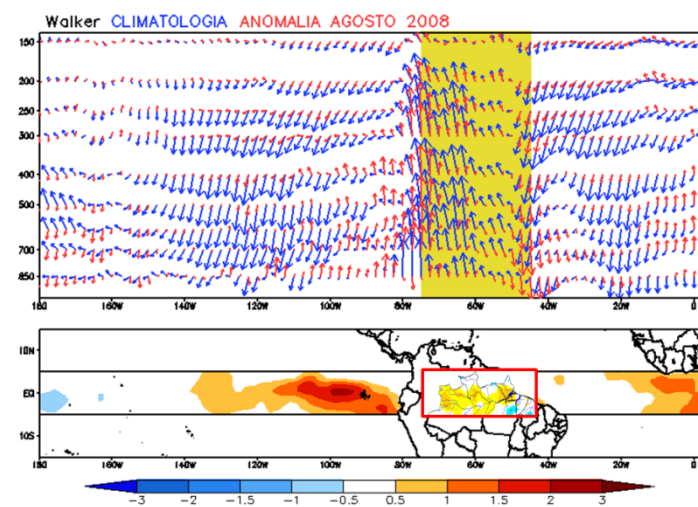 Walker CLIMATOLOGIA ANOMALIA AGOSTO 2008
150
200
250
300
400
500
600
700
850
180 160W 140W 120W 100W 80W 60W 40W 20W 0
10N
EQ
10S
180 160W 140W 120W 100W 80W 60W 40W 20W 0
-3 -2 -1.5 -1 -0.5 0.5 1 1.5 2 3